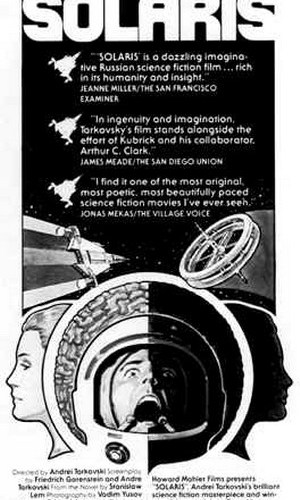 SOLARIS
"“SOLARIS” is a dazzling imagina-
tive Russian science fiction film ... rich
in its humanity and insight."
JEANNE MILLER/THE SAN FRANCISCO
EXAMINER
"In ingenuity and imagination,
Tarkovsky's film stands alongside the
effort of Kubrick and his collaborator,
Arthur C. Clark."
JAMES MEADE/THE SAN DIEGO UNION
"I find it one of the most original,
most poetic, most beautifully paced
science fiction movies I've ever seen."
JONAS MEKAS/THE VILLAGE VOICE
Directed by Andrei Tarkovski Screenplay
by Friedrich Gorenstein and Andre
Tarkovski From the Novel by Stanislaw
Lem Photography by Vadim Yusov
Howard Mahler Films presents
"SOLARIS", Andrei Tarkovski's brilliant
science fiction masterpiece and win-